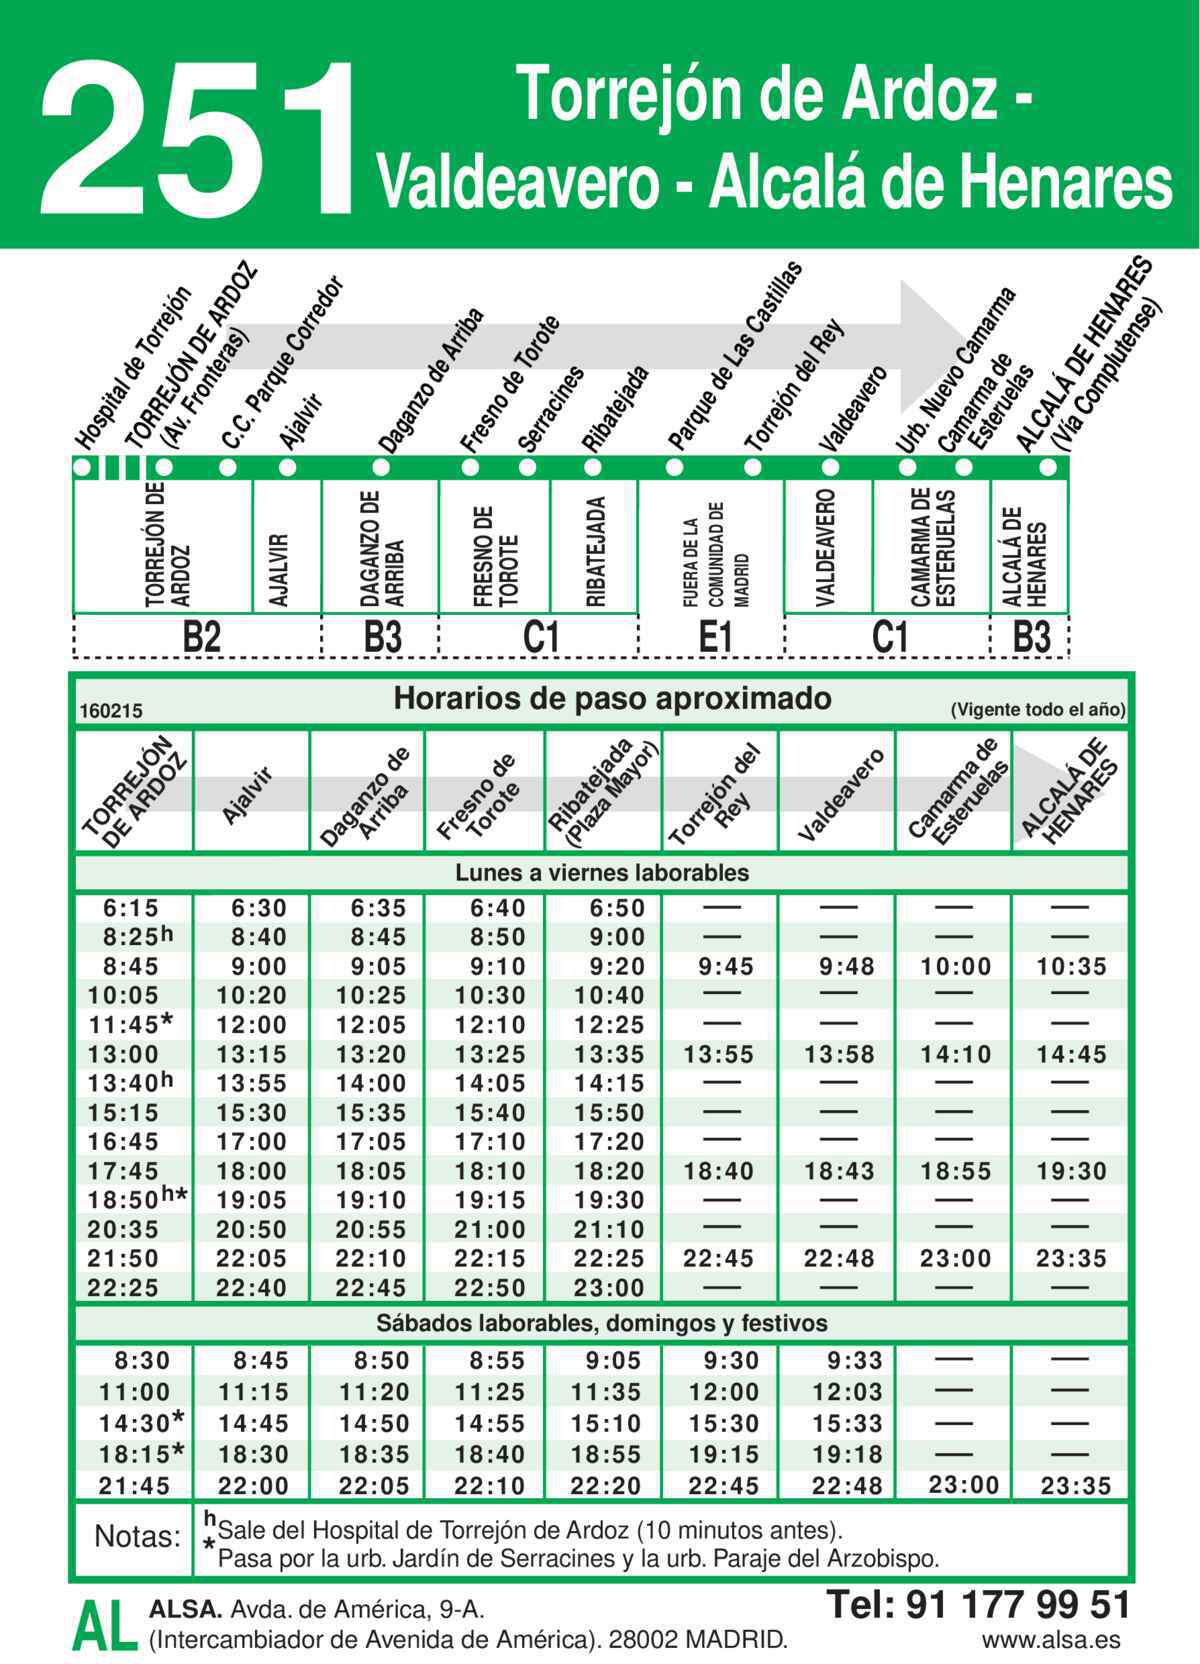 251
Torrejón de Ardoz -
Valdeavero - Alcalá de Henares
Hospital de Torrejón
TORREJÓN DE ARDOZ
(Av. Fronteras)
C.C. Parque Corredor
Ajalvir
Daganzo de Arriba
Fresno de Torote
Serracines
Ribatejada
Parque de Las Castillas
Torrejón del Rey
Valdeavero
Urb. Nuevo Camarma
Camarma de
Esteruelas
ALCALÁ DE HENARES
(Vía Complutense)
TORREJÓN DE
ARDOZ
AJALVIR
DAGANZO DE
ARRIBA
FRESNO DE
TOROTE
RIBATEJADA
FUERA DE LA
COMUNIDAD DE
MADRID
VALDEAVERO
CAMARMA DE
ESTERUELAS
ALCALÁ DE
HENARES
B2 B3 C1 E1 C1 B3
160215 Horarios de paso aproximado (Vigente todo el año)
TORREJÓN
DE ARDOZ
Ajalvir
Daganzo de
Arriba
Fresno de
Torote
Ribatejada
(Plaza Mayor)
Torrejón del
Rey
Valdeavero
Camarma de
Esteruelas
ALCALÁ DE
HENARES
Lunes a viernes laborables
6:15 6:30 6:35 6:40 6:50 — — — —
8:25h 8:40 8:45 8:50 9:00 — — — —
8:45 9:00 9:05 9:10 9:20 9:45 9:48 10:00 10:35
10:05 10:20 10:25 10:30 10:40 — — — —
11:45* 12:00 12:05 12:10 12:25 — — — —
13:00 13:15 13:20 13:25 13:35 13:55 13:58 14:10 14:45
13:40h 13:55 14:00 14:05 14:15 — — — —
15:15 15:30 15:35 15:40 15:50 — — — —
16:45 17:00 17:05 17:10 17:20 — — — —
17:45 18:00 18:05 18:10 18:20 18:40 18:43 18:55 19:30
18:50h* 19:05 19:10 19:15 19:30 — — — —
20:35 20:50 20:55 21:00 21:10 — — — —
21:50 22:05 22:10 22:15 22:25 22:45 22:48 23:00 23:35
22:25 22:40 22:45 22:50 23:00 — — — —
Sábados laborables, domingos y festivos
8:30 8:45 8:50 8:55 9:05 9:30 9:33 — —
11:00 11:15 11:20 11:25 11:35 12:00 12:03 — —
14:30* 14:45 14:50 14:55 15:10 15:30 15:33 — —
18:15* 18:30 18:35 18:40 18:55 19:15 19:18 — —
21:45 22:00 22:05 22:10 22:20 22:45 22:48 23:00 23:35
Notas:
h Sale del Hospital de Torrejón de Ardoz (10 minutos antes).
* Pasa por la urb. Jardín de Serracines y la urb. Paraje del Arzobispo.
AL
ALSA. Avda. de América, 9-A.
(Intercambiador de Avenida de América). 28002 MADRID.
Tel: 91 177 99 51
www.alsa.es